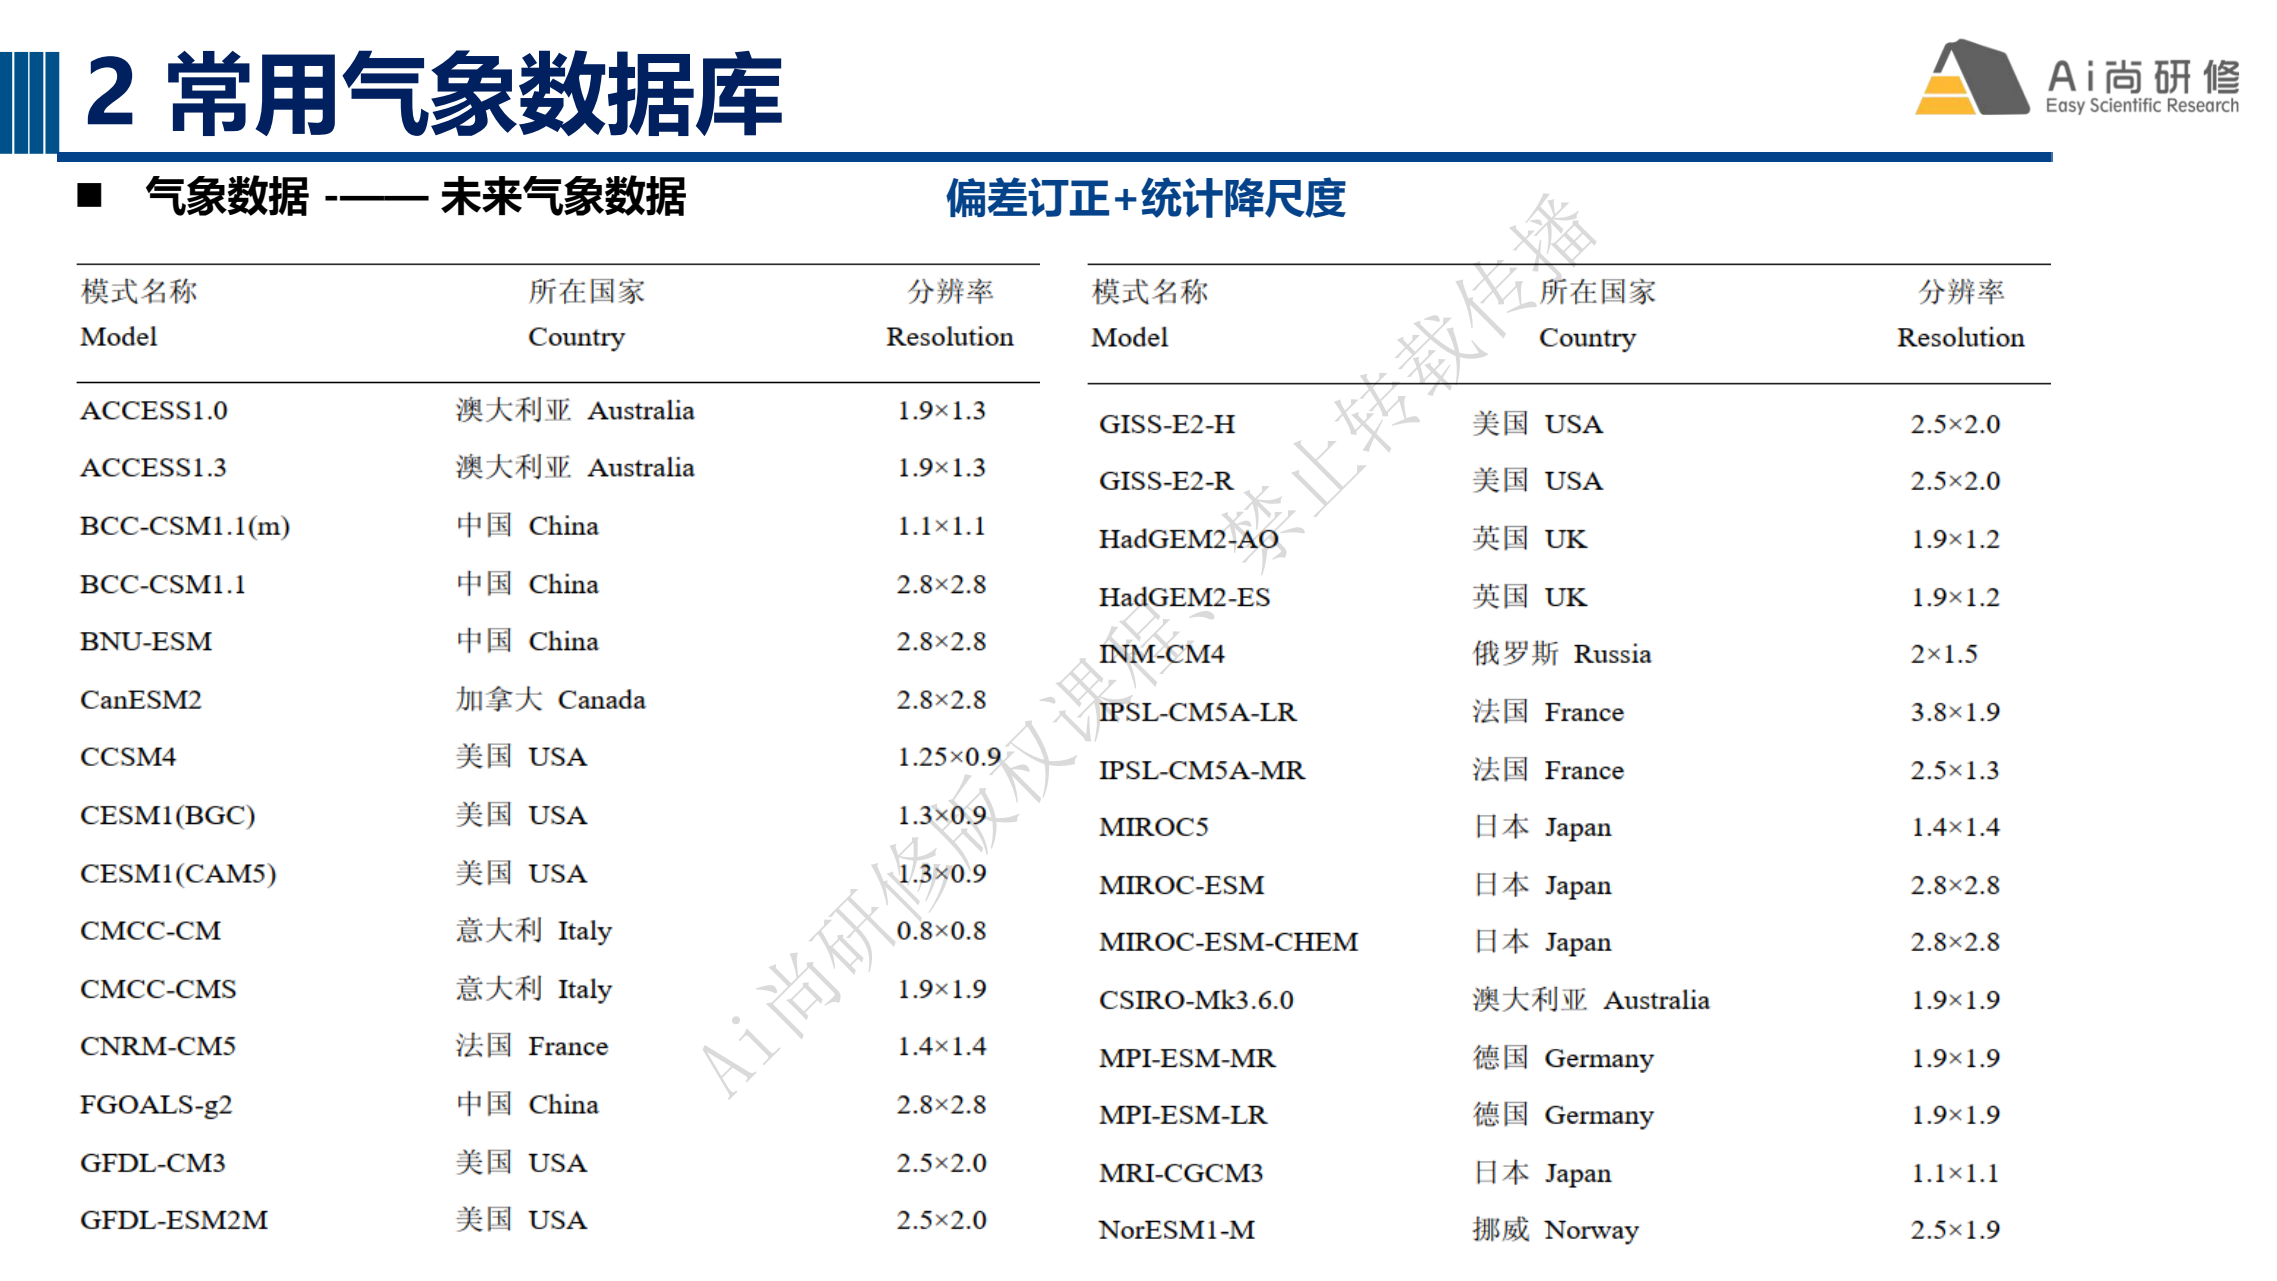 2 常用气象数据库
Ai尚研修
Easy Scientific Research
■ 气象数据 -—— 未来气象数据
偏差订正+统计降尺度
模式名称 所在国家 分辨率
Model Country Resolution
ACCESS1.0 澳大利亚 Australia 1.9×1.3
ACCESS1.3 澳大利亚 Australia 1.9×1.3
BCC-CSM1.1(m) 中国 China 1.1×1.1
BCC-CSM1.1 中国 China 2.8×2.8
BNU-ESM 中国 China 2.8×2.8
CanESM2 加拿大 Canada 2.8×2.8
CCSM4 美国 USA 1.25×0.9
CESM1(BGC) 美国 USA 1.3×0.9
CESM1(CAM5) 美国 USA 1.3×0.9
CMCC-CM 意大利 Italy 0.8×0.8
CMCC-CMS 意大利 Italy 1.9×1.9
CNRM-CM5 法国 France 1.4×1.4
FGOALS-g2 中国 China 2.8×2.8
GFDL-CM3 美国 USA 2.5×2.0
GFDL-ESM2M 美国 USA 2.5×2.0
模式名称 所在国家 分辨率
Model Country Resolution
GISS-E2-H 美国 USA 2.5×2.0
GISS-E2-R 美国 USA 2.5×2.0
HadGEM2-AO 英国 UK 1.9×1.2
HadGEM2-ES 英国 UK 1.9×1.2
INM-CM4 俄罗斯 Russia 2×1.5
IPSL-CM5A-LR 法国 France 3.8×1.9
IPSL-CM5A-MR 法国 France 2.5×1.3
MIROC5 日本 Japan 1.4×1.4
MIROC-ESM 日本 Japan 2.8×2.8
MIROC-ESM-CHEM 日本 Japan 2.8×2.8
CSIRO-Mk3.6.0 澳大利亚 Australia 1.9×1.9
MPI-ESM-MR 德国 Germany 1.9×1.9
MPI-ESM-LR 德国 Germany 1.9×1.9
MRI-CGCM3 日本 Japan 1.1×1.1
NorESM1-M 挪威 Norway 2.5×1.9
Ai尚研修版权课程、禁止转载传播